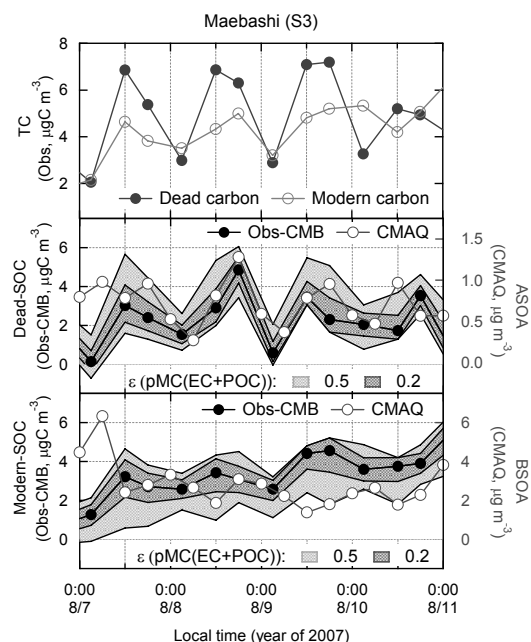 Maebashi (S3)
8
6
4
2
TC
(Obs, μgC m-3)
Dead carbon
Modern carbon
Obs-CMB
CMAQ
6
4
2
0
Dead-SOC
(Obs-CMB, μgC m-3)
1.5
1.0
0.5
0.0
ASOA
(CMAQ, μg m-3)
ε (pMC(EC+POC)):
0.5
0.2
Obs-CMB
CMAQ
6
4
2
0
Modern-SOC
(Obs-CMB, μgC m-3)
6
4
2
0
BSOA
(CMAQ, μg m-3)
ε (pMC(EC+POC)):
0.5
0.2
0:00 0:00 0:00 0:00 0:00
8/7 8/8 8/9 8/10 8/11
Local time (year of 2007)